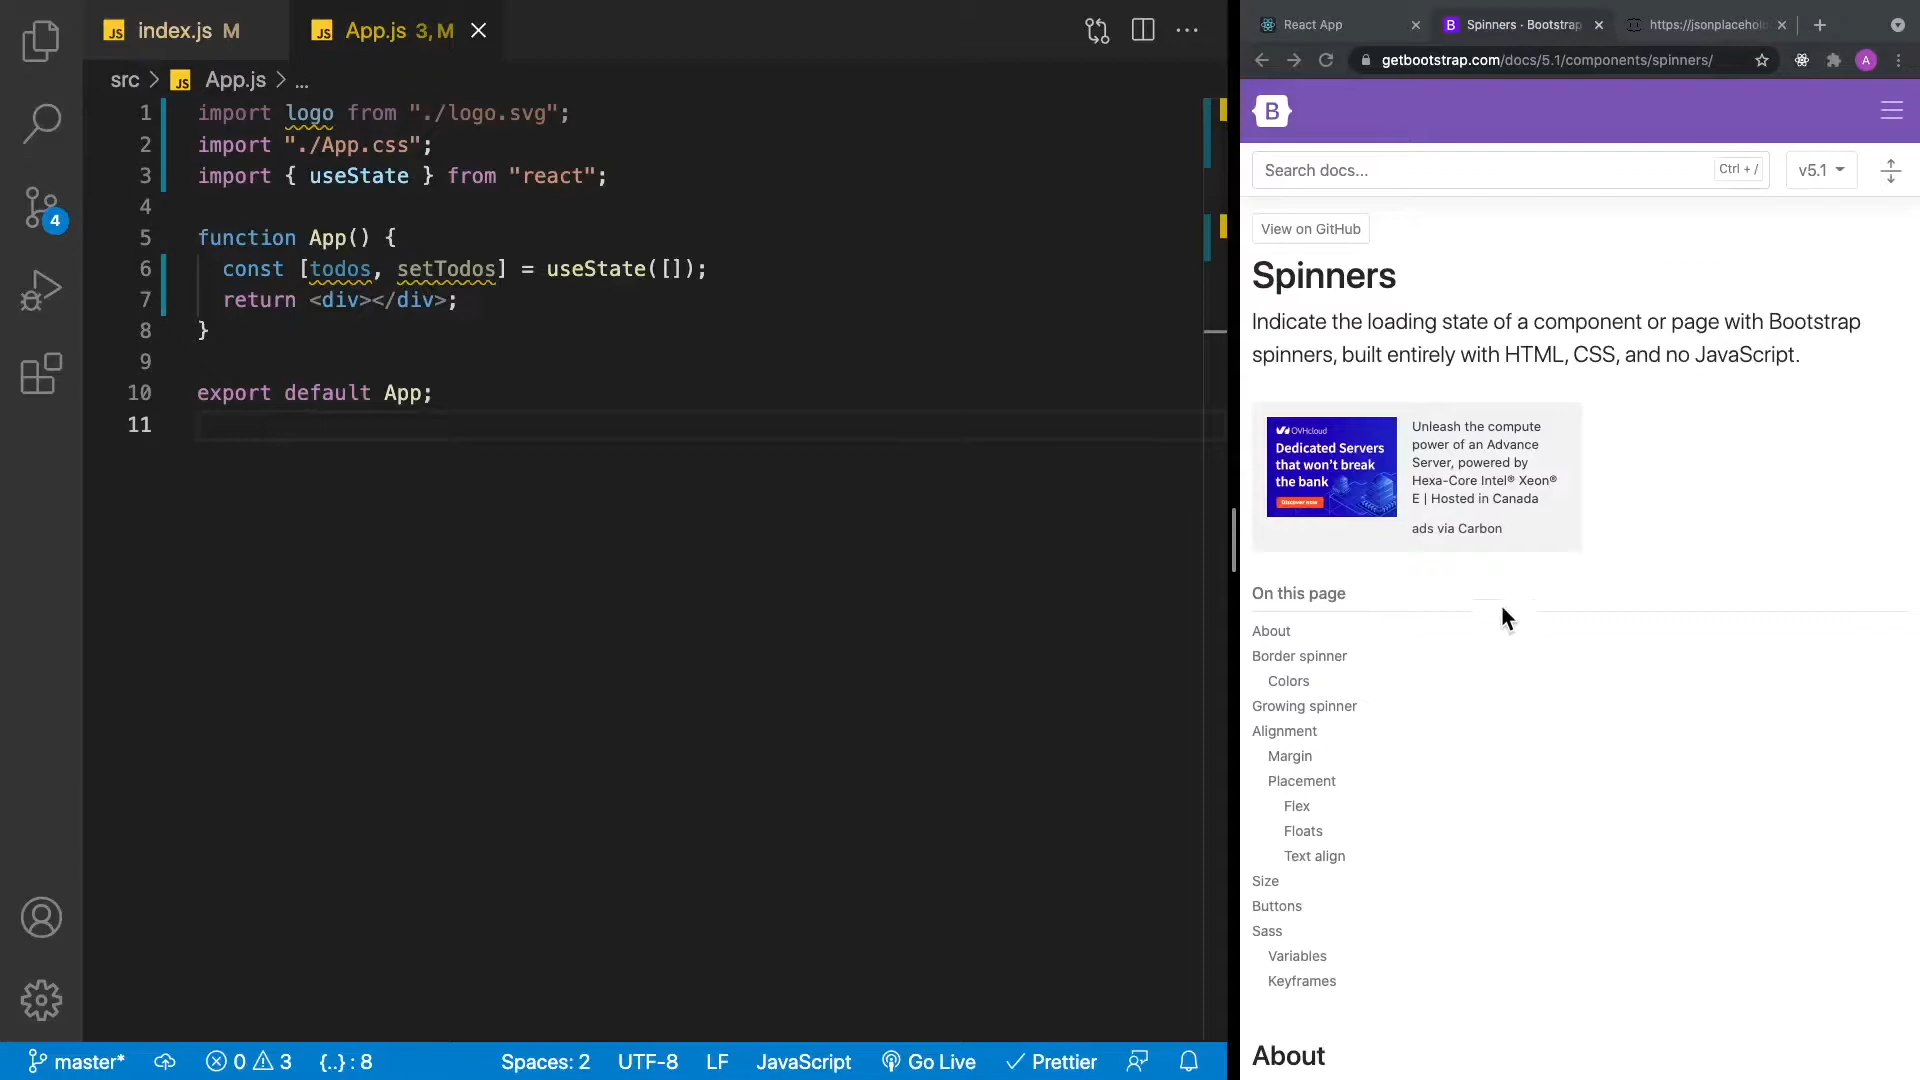 index.js M
App.js 3, M
src > App.js > ...
1 import logo from "./logo.svg";
2 import "./App.css";
3 import { useState } from "react";
4
5 function App() {
6 const [todos, setTodos] = useState([]);
7 return <div></div>;
8 }
9
10 export default App;
11
4
master* 0 3 {..} : 8 Spaces: 2 UTF-8 LF JavaScript Go Live Prettier
React App
Spinners · Bootstrap
https://jsonplacehol
getbootstrap.com/docs/5.1/components/spinners/
A
B
Search docs... Ctrl + / v5.1
View on GitHub
Spinners
Indicate the loading state of a component or page with Bootstrap
spinners, built entirely with HTML, CSS, and no JavaScript.
OVHcloud
Dedicated Servers
that won't break
the bank
Discover now
Unleash the compute
power of an Advance
Server, powered by
Hexa-Core Intel® Xeon®
E | Hosted in Canada
ads via Carbon
On this page
About
Border spinner
Colors
Growing spinner
Alignment
Margin
Placement
Flex
Floats
Text align
Size
Buttons
Sass
Variables
Keyframes
About